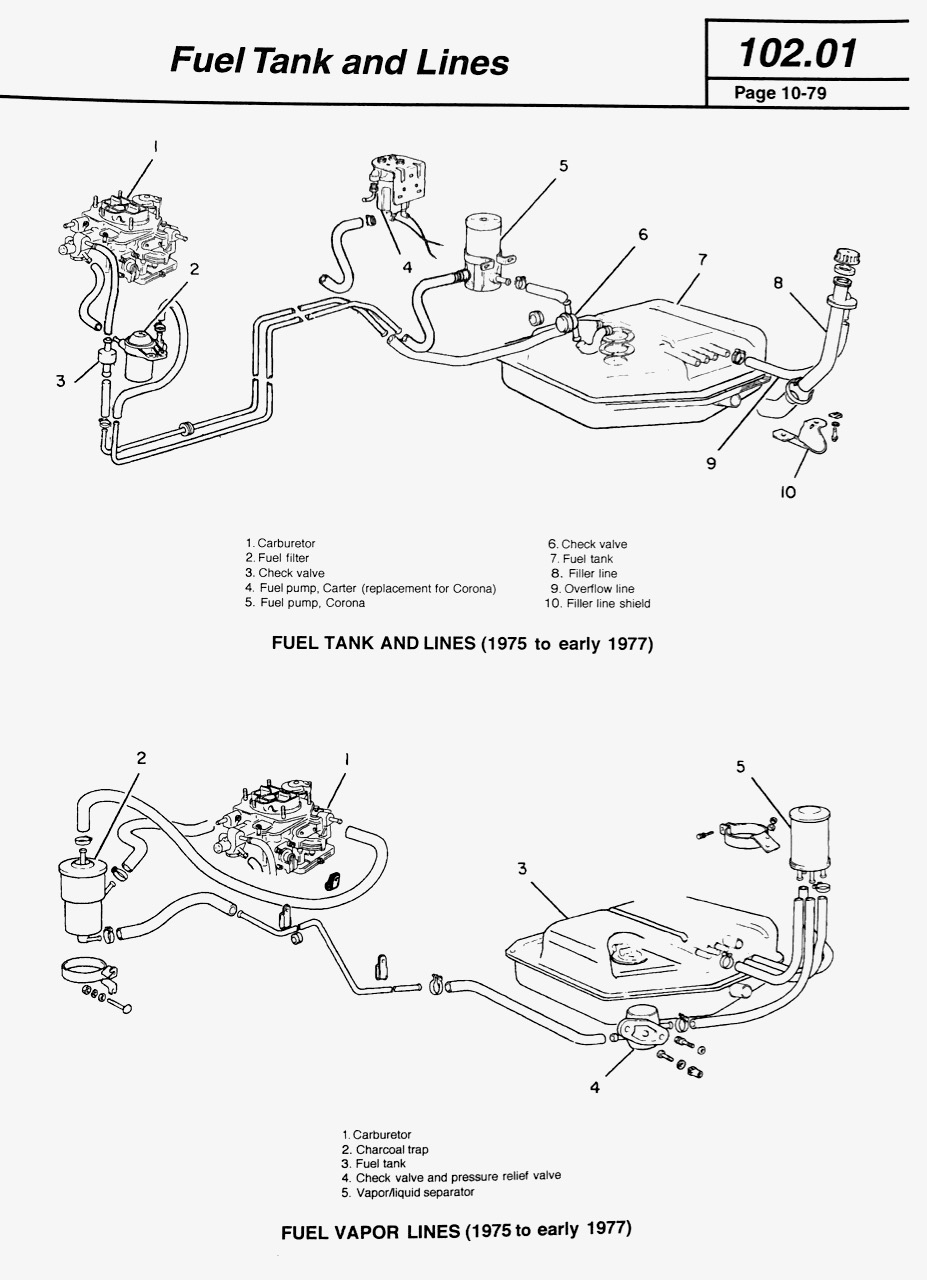 Fuel Tank and Lines
102.01
Page 10-79
1
2
3
4
5
6
7
8
9
10
1. Carburetor
2. Fuel filter
3. Check valve
4. Fuel pump, Carter (replacement for Corona)
5. Fuel pump, Corona
6. Check valve
7. Fuel tank
8. Filler line
9. Overflow line
10. Filler line shield
FUEL TANK AND LINES (1975 to early 1977)
2
1
5
3
4
1. Carburetor
2. Charcoal trap
3. Fuel tank
4. Check valve and pressure relief valve
5. Vapor/liquid separator
FUEL VAPOR LINES (1975 to early 1977)